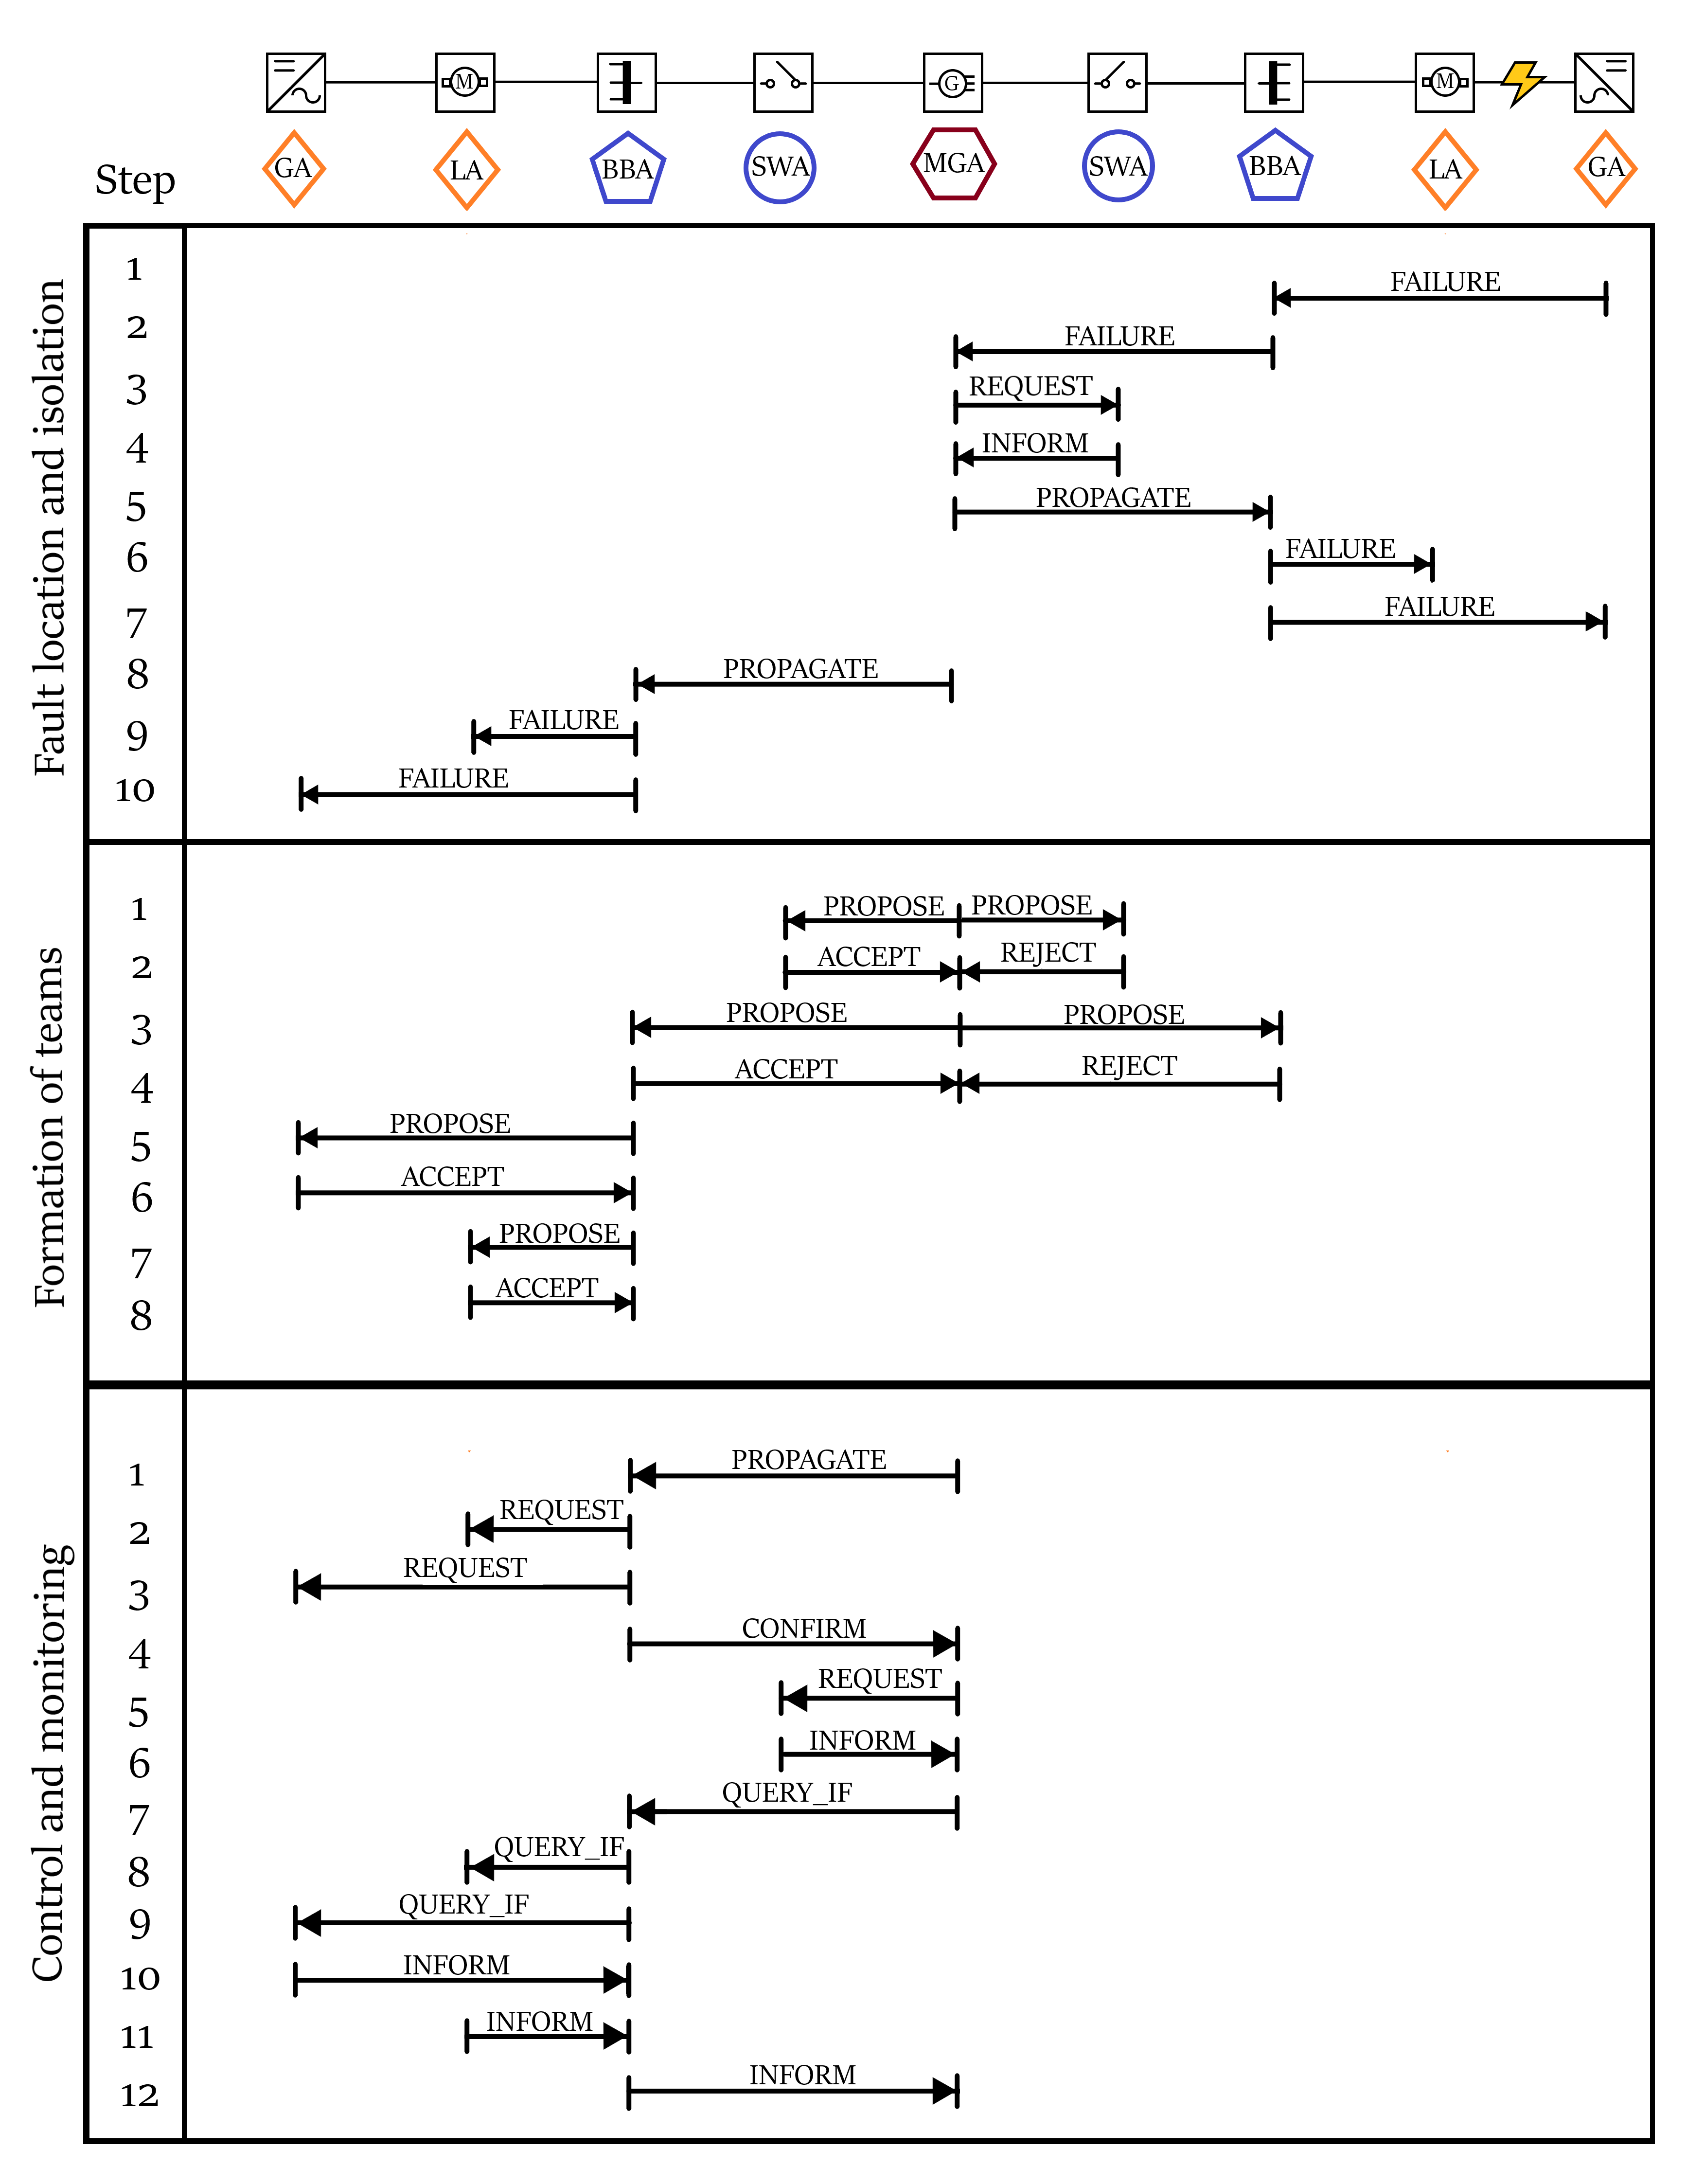 M
G
M
Step
GA
LA
BBA
SWA
MGA
SWA
BBA
LA
GA
Fault location and isolation
1
FAILURE
2
FAILURE
3
REQUEST
4
INFORM
5
PROPAGATE
6
FAILURE
7
FAILURE
8
PROPAGATE
9
FAILURE
10
FAILURE
Formation of teams
1
PROPOSE
PROPOSE
2
ACCEPT
REJECT
3
PROPOSE
PROPOSE
4
ACCEPT
REJECT
5
PROPOSE
6
ACCEPT
7
PROPOSE
8
ACCEPT
Control and monitoring
1
PROPAGATE
2
REQUEST
3
REQUEST
4
CONFIRM
5
REQUEST
6
INFORM
7
QUERY_IF
8
QUERY_IF
9
QUERY_IF
10
INFORM
11
INFORM
12
INFORM